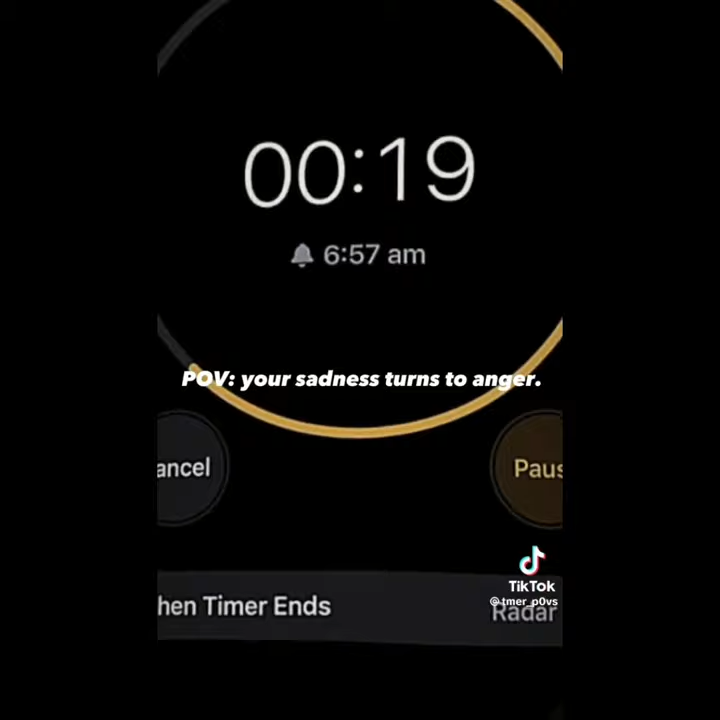 00:19
6:57 am
POV: your sadness turns to anger.
ancel
Paus
TikTok
@tmer_p0vs
hen Timer Ends
Radar